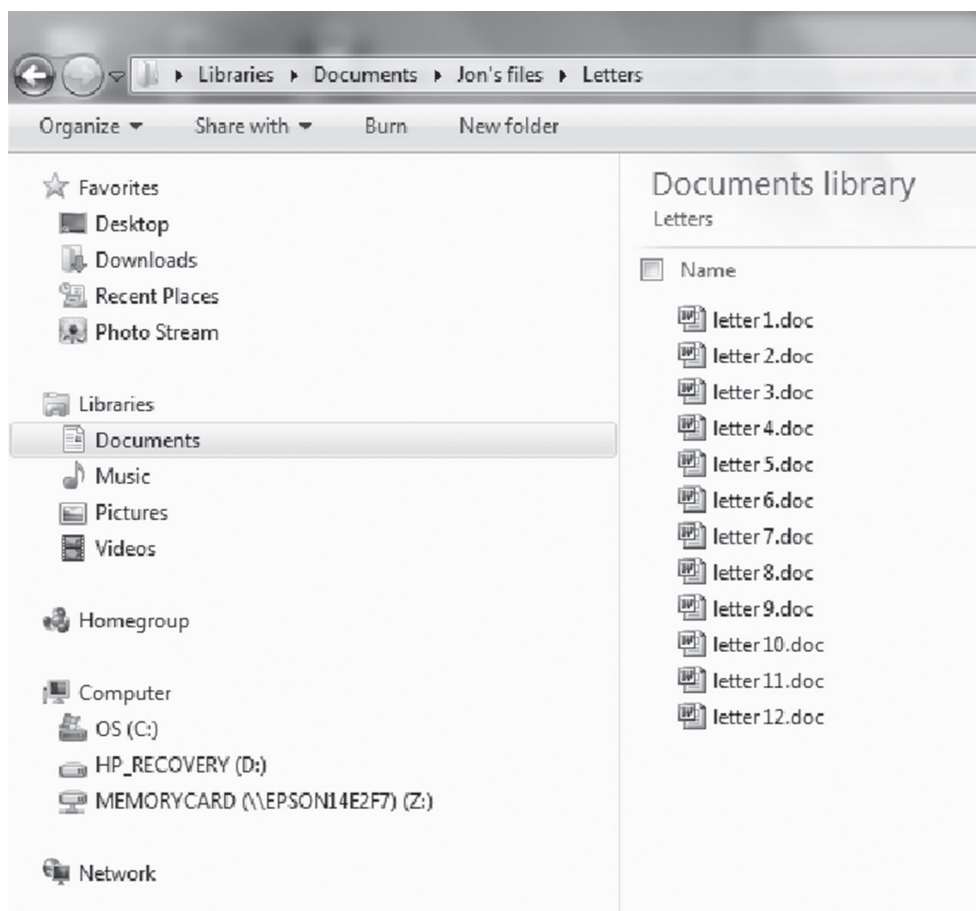 Libraries Documents Jon's files Letters
Organize Share with Burn New folder
Favorites
Desktop
Downloads
Recent Places
Photo Stream
Libraries
Documents
Music
Pictures
Videos
Homegroup
Computer
OS (C:)
HP_RECOVERY (D:)
MEMORYCARD (\\EPSON14E2F7) (Z:)
Network
Documents library
Letters
Name
letter 1.doc
letter 2.doc
letter 3.doc
letter 4.doc
letter 5.doc
letter 6.doc
letter 7.doc
letter 8.doc
letter 9.doc
letter 10.doc
letter 11.doc
letter 12.doc